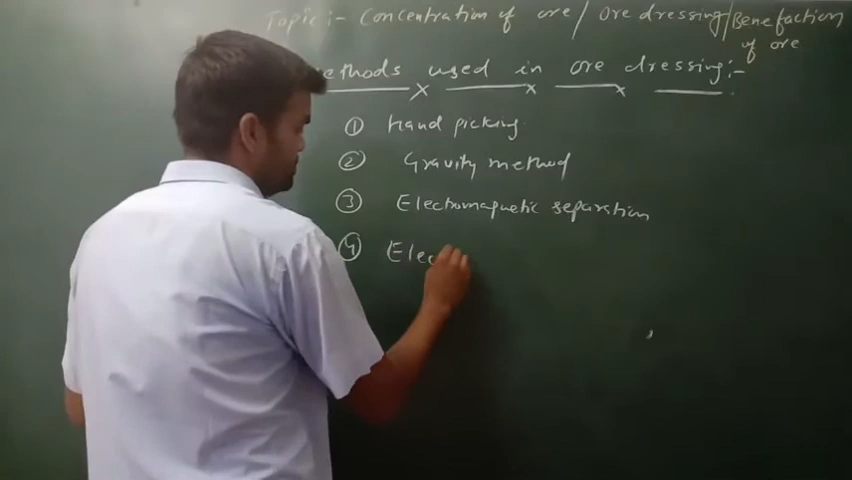 Topic :- Concentration of ore / Ore dressing / Benefaction
of ore
ethods used in ore dressing :-
① Hand picking.
② Gravity method
③ Electromagnetic separation
④ Elec